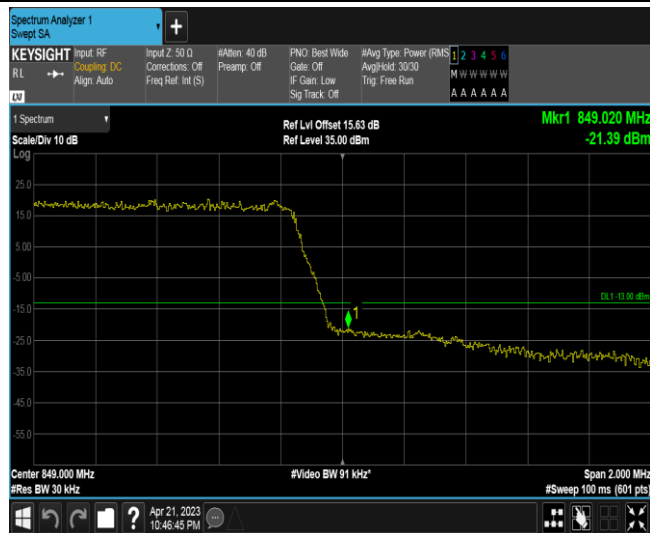 Spectrum Analyzer 1
Swept SA
+
KEYSIGHT
RL
LXI
Input: RF
Coupling: DC
Align: Auto
Input Z: 50 Ω
Corrections: Off
Freq Ref: Int (S)
#Atten: 40 dB
Preamp: Off
PNO: Best Wide
Gate: Off
IF Gain: Low
Sig Track: Off
#Avg Type: Power (RMS
Avg|Hold: 30/30
Trig: Free Run
1 2 3 4 5 6
M W W W W W
A A A A A A
1 Spectrum
Scale/Div 10 dB
Log
Ref Lvl Offset 15.63 dB
Ref Level 35.00 dBm
Mkr1 849.020 MHz
-21.39 dBm
25.0
15.0
5.00
-5.00
DL1 -13.00 dBm
-15.0
1
-25.0
-35.0
-45.0
-55.0
Center 849.000 MHz
#Video BW 91 kHz*
Span 2.000 MHz
#Res BW 30 kHz
#Sweep 100 ms (601 pts)
?
Apr 21, 2023
10:46:45 PM